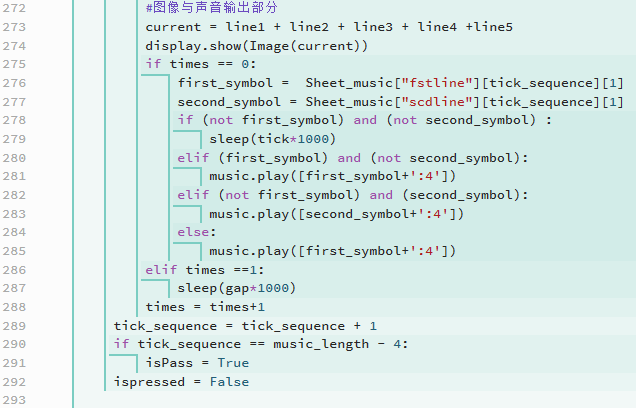 272 #图像与声音输出部分
273 current = line1 + line2 + line3 + line4 +line5
274 display.show(Image(current))
275 if times == 0:
276 first_symbol =  Sheet_music["fstline"][tick_sequence][1]
277 second_symbol = Sheet_music["scdline"][tick_sequence][1]
278 if (not first_symbol) and (not second_symbol) :
279 sleep(tick*1000)
280 elif (first_symbol) and (not second_symbol):
281 music.play([first_symbol+':4'])
282 elif (not first_symbol) and (second_symbol):
283 music.play([second_symbol+':4'])
284 else:
285 music.play([first_symbol+':4'])
286 elif times ==1:
287 sleep(gap*1000)
288 times = times+1
289 tick_sequence = tick_sequence + 1
290 if tick_sequence == music_length - 4:
291 isPass = True
292 ispressed = False
293